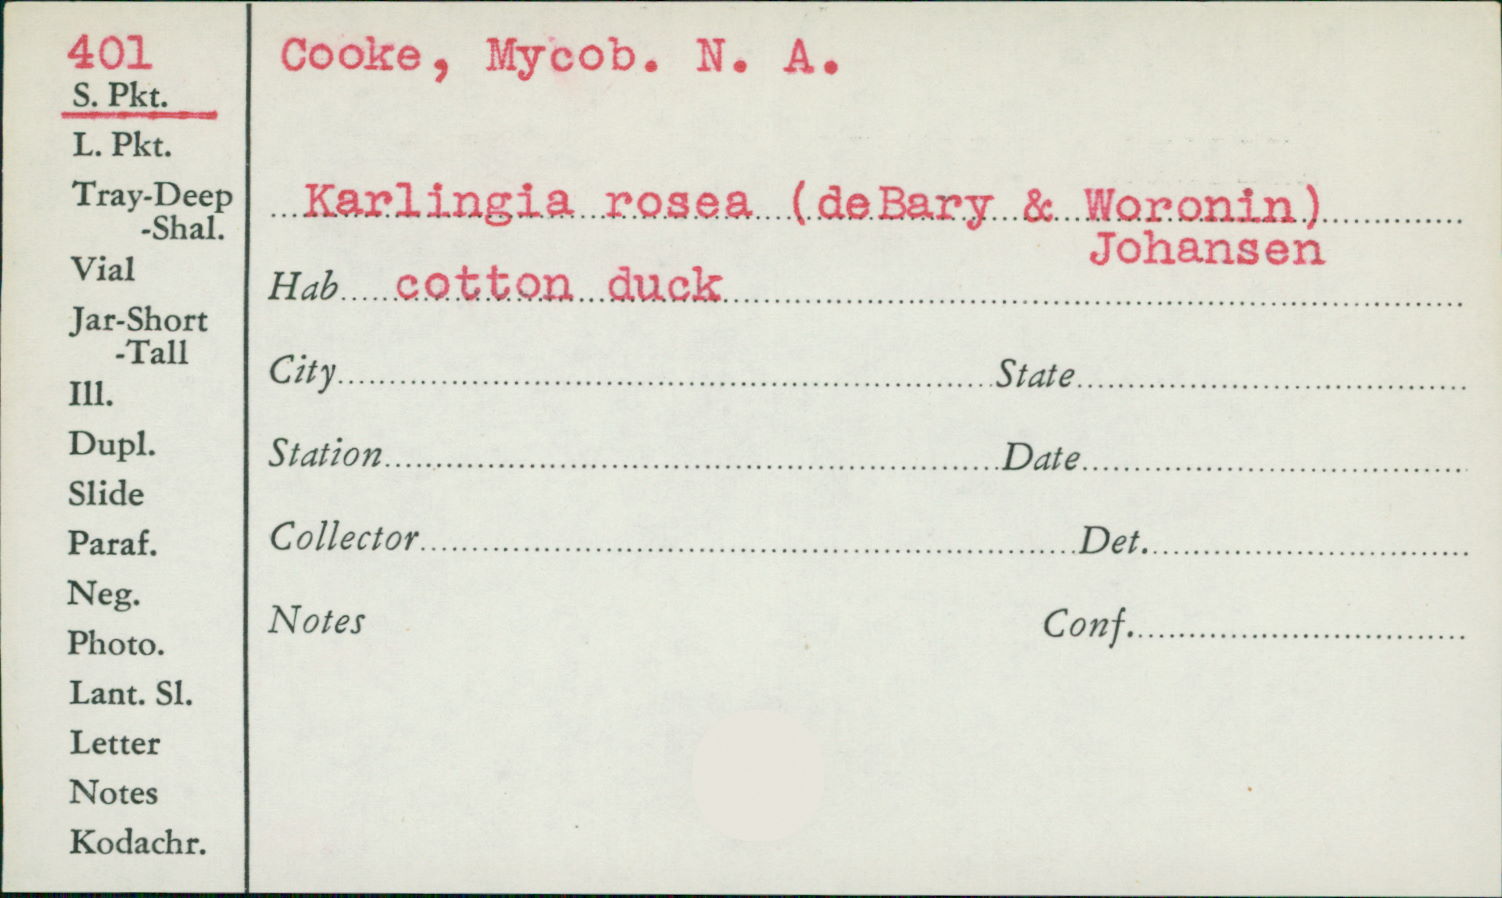 401
S. Pkt.
L. Pkt.
Tray-Deep
-Shal.
Vial
Jar-Short
-Tall
Ill.
Dupl.
Slide
Paraf.
Neg.
Photo.
Lant. Sl.
Letter
Notes
Kodachr.
Cooke, Mycob. N. A.
Karlingia rosea (deBary & Woronin)
Johansen
Hab cotton duck
City State
Station Date
Collector Det.
Notes Conf.